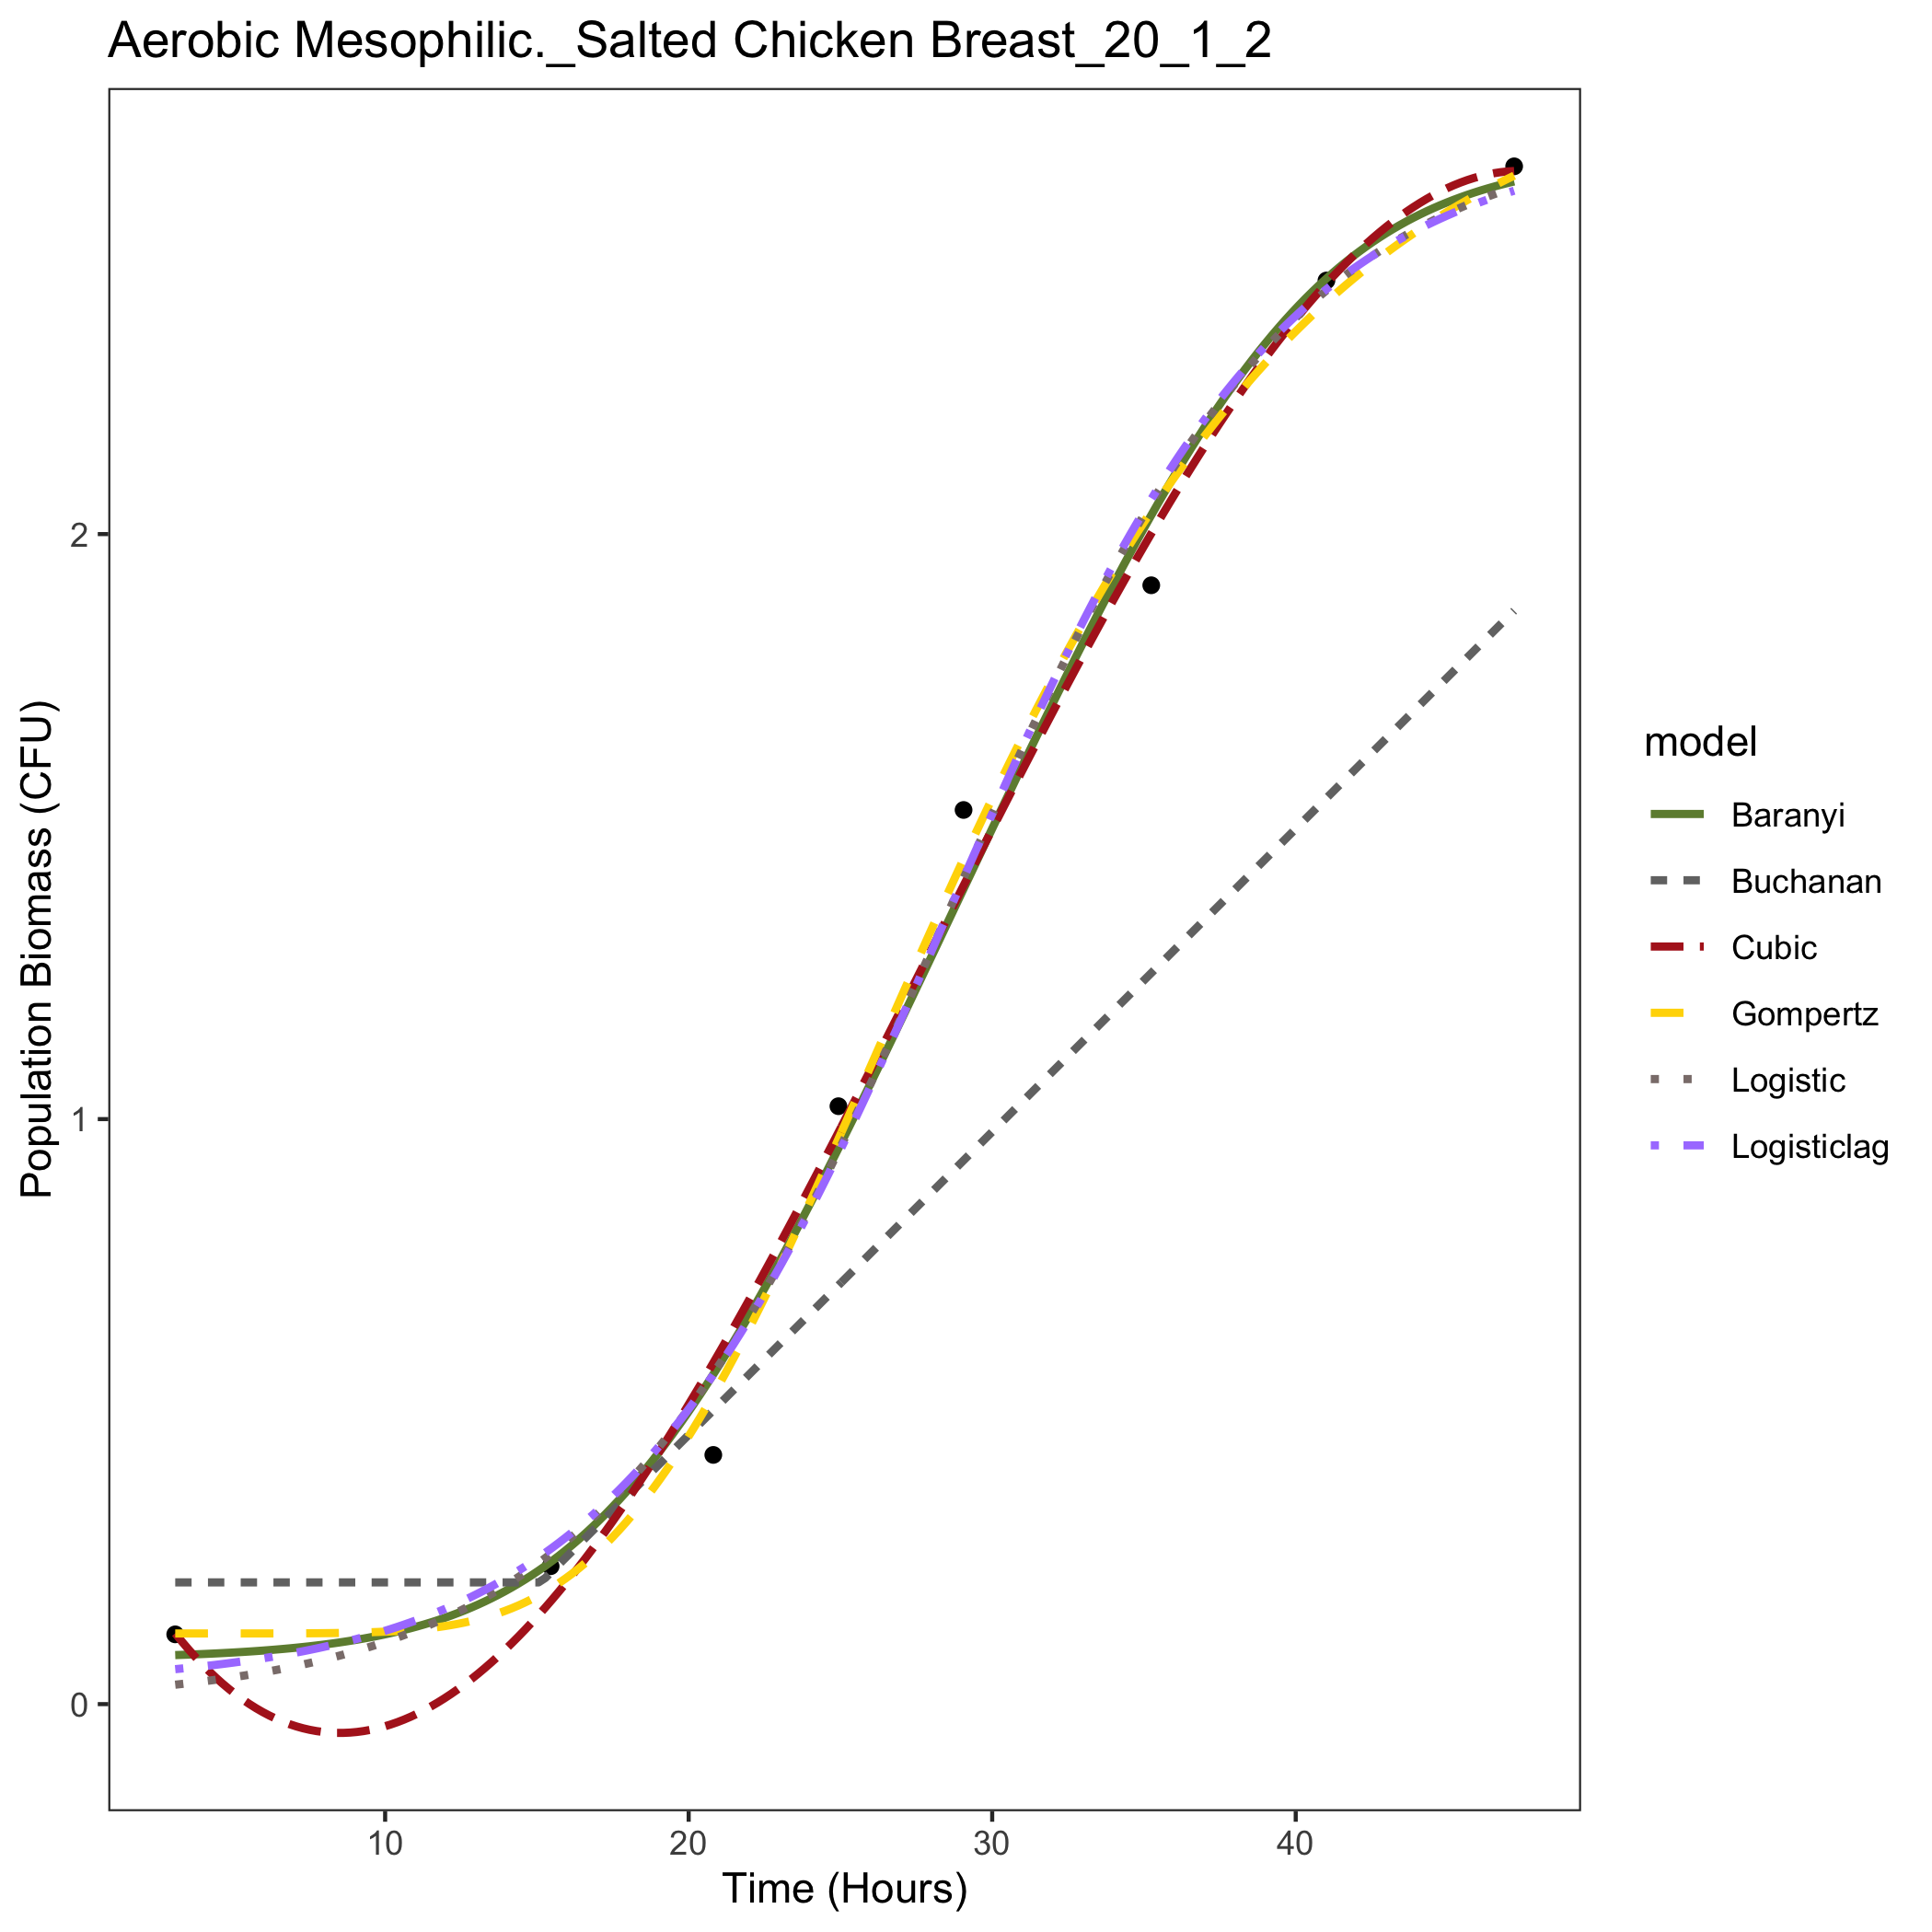 Aerobic Mesophilic._Salted Chicken Breast_20_1_2
Population Biomass (CFU)
2
1
0
10 20 30 40
Time (Hours)
model
Baranyi
Buchanan
Cubic
Gompertz
Logistic
Logisticlag